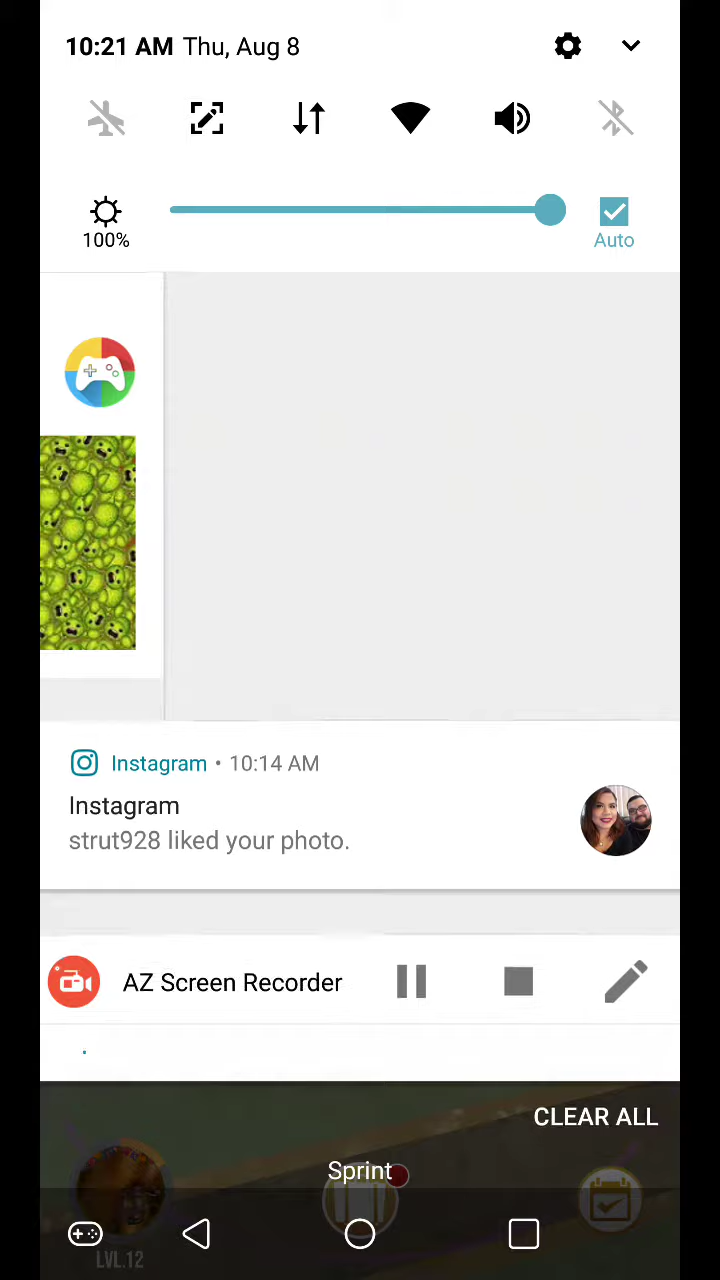 10:21 AM Thu, Aug 8
100%
Auto
Instagram • 10:14 AM
Instagram
strut928 liked your photo.
AZ Screen Recorder
CLEAR ALL
Sprint
LVL.12